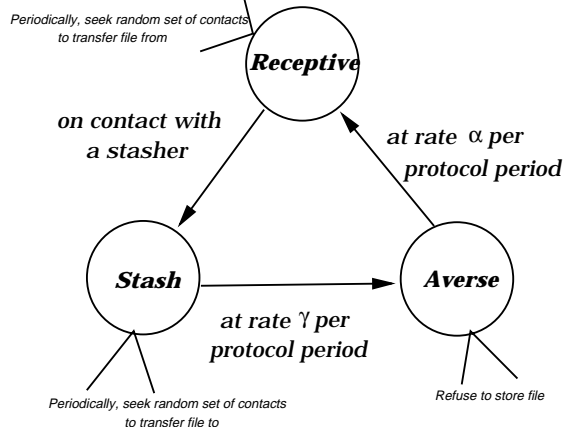 Periodically, seek random set of contacts
to transfer file from
Receptive
on contact with
a stasher
at rate α per
protocol period
Stash
Averse
at rate γ per
protocol period
Periodically, seek random set of contacts
to transfer file to
Refuse to store file